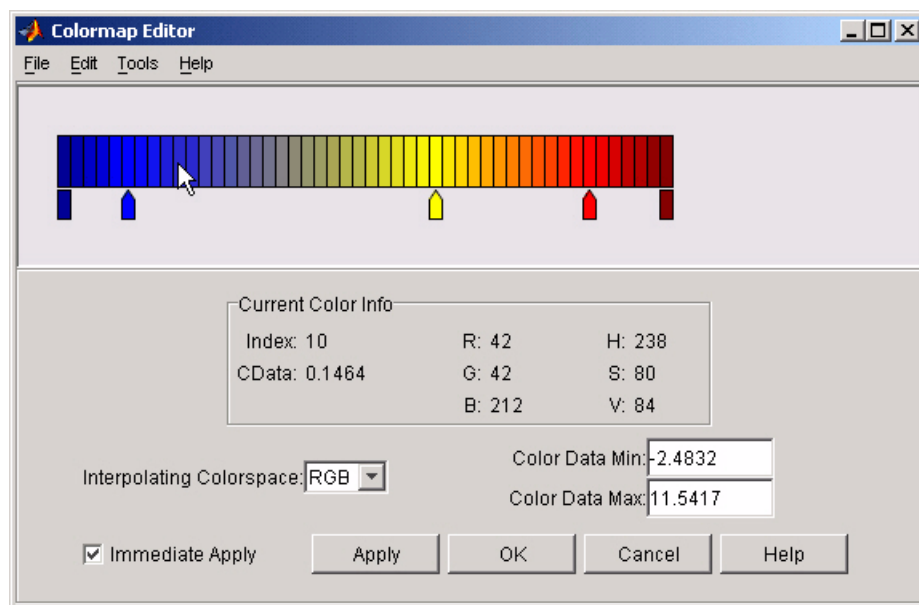 Colormap Editor
File Edit Tools Help
Current Color Info
Index: 10 R: 42 H: 238
CData: 0.1464 G: 42 S: 80
B: 212 V: 84
Interpolating Colorspace: RGB
Color Data Min: -2.4832
Color Data Max: 11.5417
Immediate Apply Apply OK Cancel Help